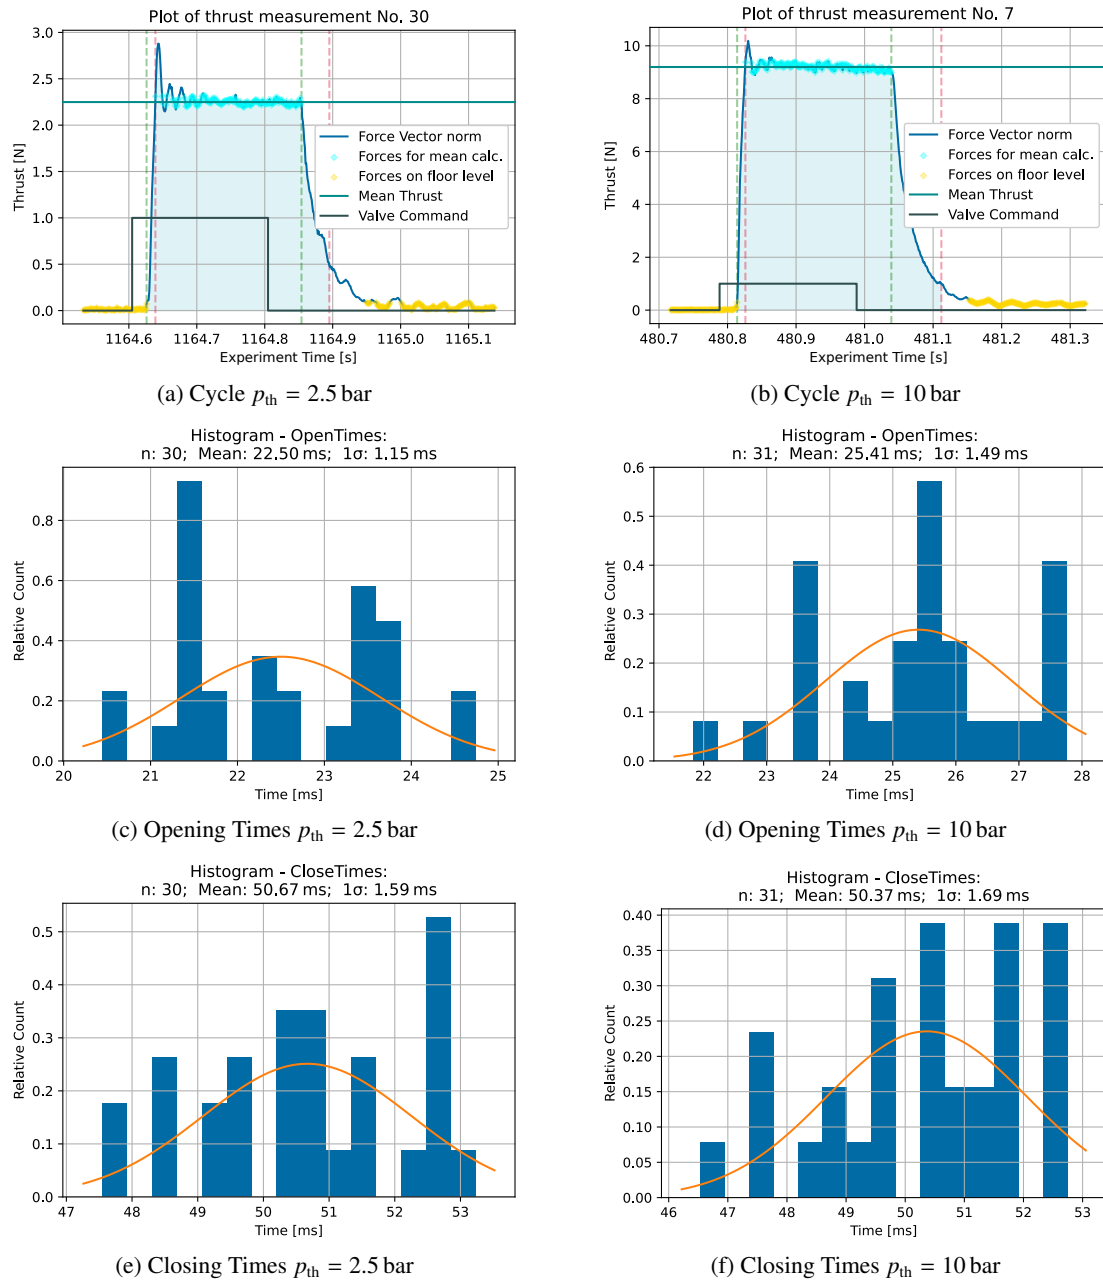 Plot of thrust measurement No. 30
Thrust [N]
3.0
2.5
2.0
1.5
1.0
0.5
0.0
Force Vector norm
Forces for mean calc.
Forces on floor level
Mean Thrust
Valve Command
1164.6 1164.7 1164.8 1164.9 1165.0 1165.1
Experiment Time [s]
(a) Cycle pth = 2.5 bar
Plot of thrust measurement No. 7
Thrust [N]
10
8
6
4
2
0
Force Vector norm
Forces for mean calc.
Forces on floor level
Mean Thrust
Valve Command
480.7 480.8 480.9 481.0 481.1 481.2 481.3
Experiment Time [s]
(b) Cycle pth = 10 bar
Histogram - OpenTimes:
n: 30; Mean: 22.50 ms; 1σ: 1.15 ms
Relative Count
0.8
0.6
0.4
0.2
0.0
20 21 22 23 24 25
Time [ms]
(c) Opening Times pth = 2.5 bar
Histogram - OpenTimes:
n: 31; Mean: 25.41 ms; 1σ: 1.49 ms
Relative Count
0.6
0.5
0.4
0.3
0.2
0.1
0.0
22 23 24 25 26 27 28
Time [ms]
(d) Opening Times pth = 10 bar
Histogram - CloseTimes:
n: 30; Mean: 50.67 ms; 1σ: 1.59 ms
Relative Count
0.5
0.4
0.3
0.2
0.1
0.0
47 48 49 50 51 52 53
Time [ms]
(e) Closing Times pth = 2.5 bar
Histogram - CloseTimes:
n: 31; Mean: 50.37 ms; 1σ: 1.69 ms
Relative Count
0.40
0.35
0.30
0.25
0.20
0.15
0.10
0.05
0.00
46 47 48 49 50 51 52 53
Time [ms]
(f) Closing Times pth = 10 bar